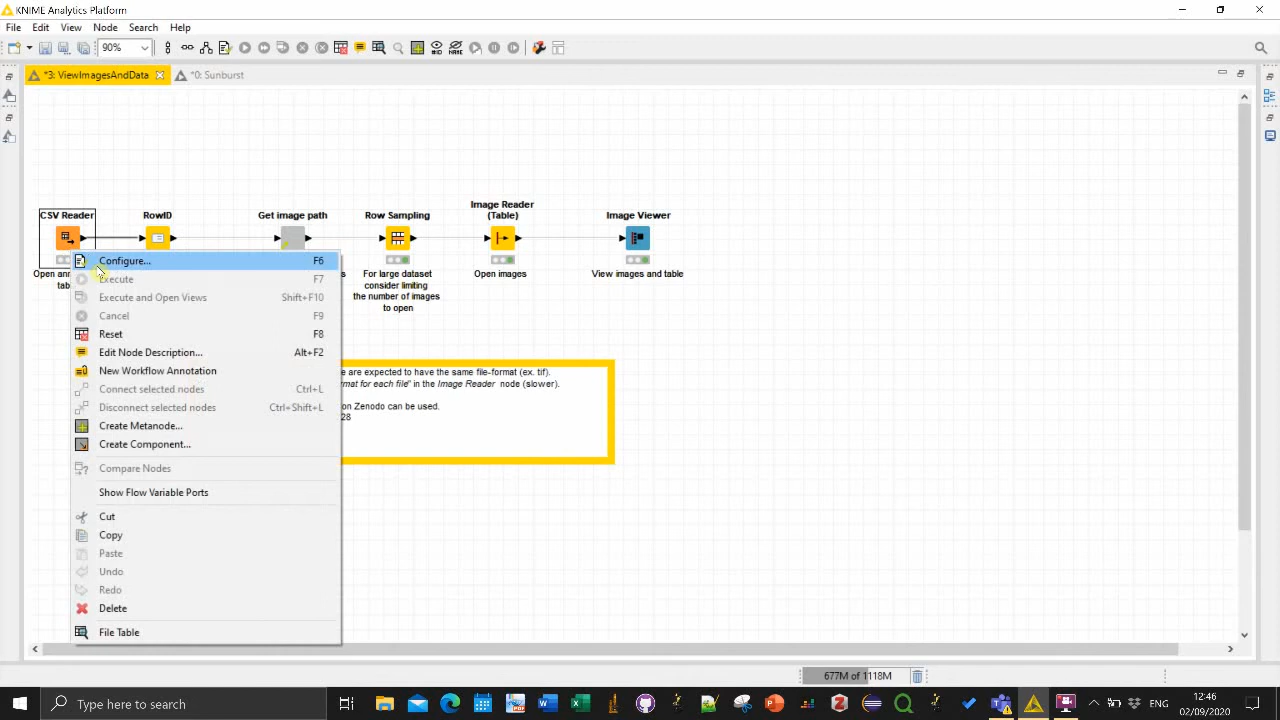 KNIME Analytics Platform
File Edit View Node Search Help
90%
*3: ViewImagesAndData
*0: Sunburst
CSV Reader
RowID
Get image path
Row Sampling
Image Reader
(Table)
Image Viewer
Open ann
tab
s
For large dataset
consider limiting
the number of images
to open
Open images
View images and table
Configure... F6
Execute F7
Execute and Open Views Shift+F10
Cancel F9
Reset F8
Edit Node Description... Alt+F2
New Workflow Annotation
Connect selected nodes Ctrl+L
Disconnect selected nodes Ctrl+Shift+L
Create Metanode...
Create Component...
Compare Nodes
Show Flow Variable Ports
Cut
Copy
Paste
Undo
Redo
Delete
File Table
e are expected to have the same file-format (ex. tif).
rmat for each file" in the Image Reader node (slower).
on Zenodo can be used.
28
677M of 1118M
Type here to search
ENG
12:46
02/09/2020